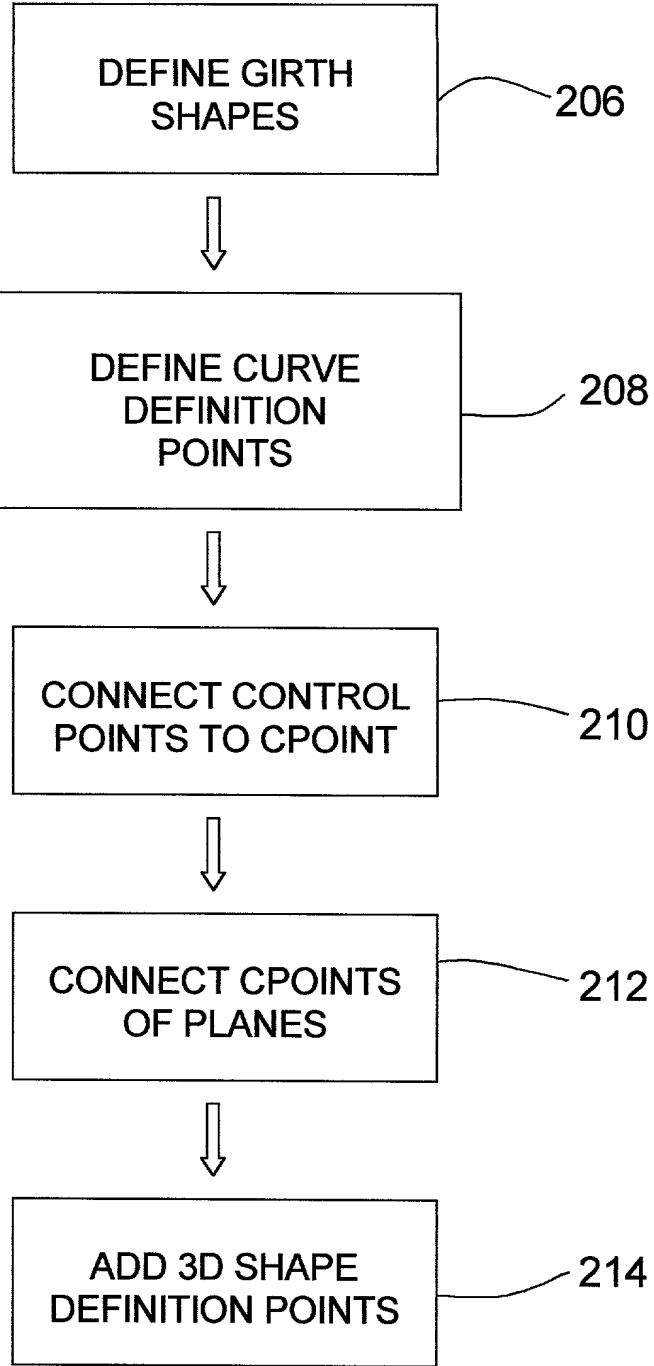 DEFINE GIRTH
SHAPES
206
DEFINE CURVE
DEFINITION
POINTS
208
CONNECT CONTROL
POINTS TO CPOINT
210
CONNECT CPOINTS
OF PLANES
212
ADD 3D SHAPE
DEFINITION POINTS
214